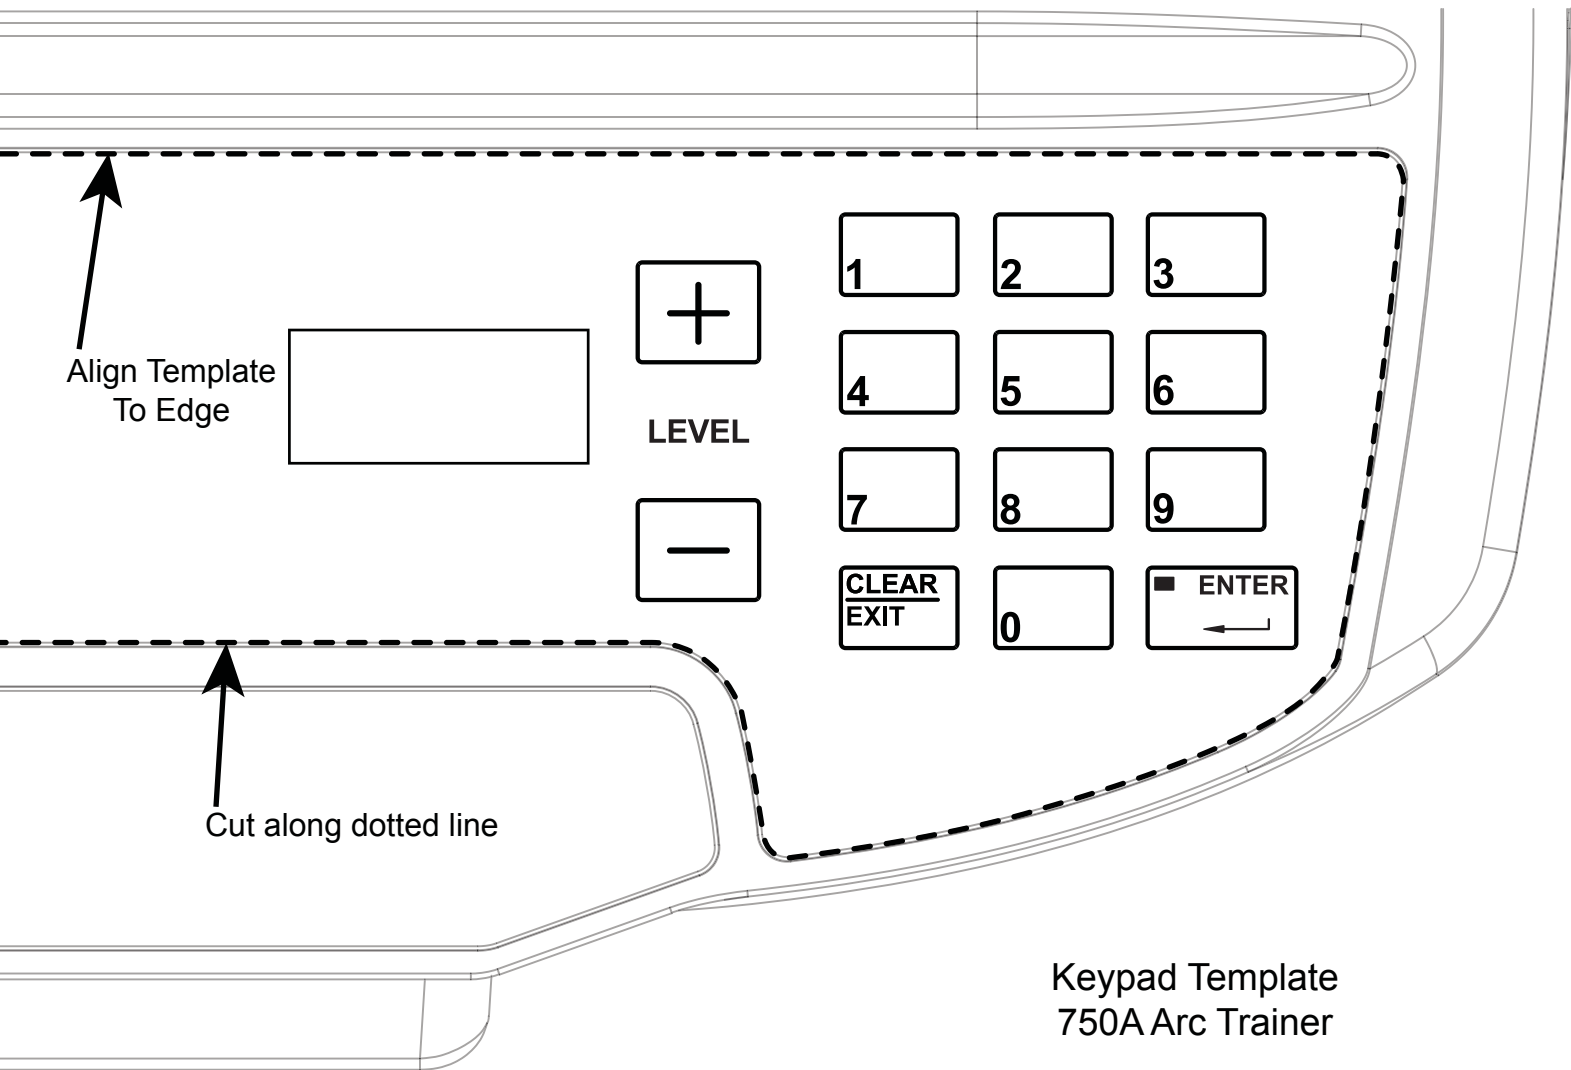 1
2
3
Align Template
To Edge
4
5
6
LEVEL
7
8
9
CLEAR
EXIT
0
ENTER
Cut along dotted line
Keypad Template
750A Arc Trainer